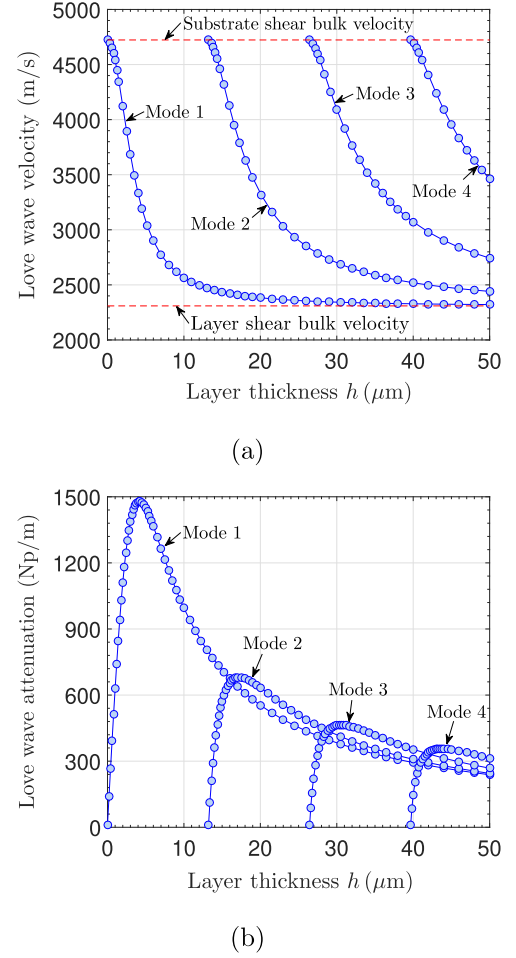 5000
Substrate shear bulk velocity
4500
Mode 1
Mode 3
4000
3500
Mode 4
Mode 2
3000
2500
Layer shear bulk velocity
2000
Love wave velocity (m/s)
0 10 20 30 40 50
Layer thickness h (μm)
(a)
1500
Mode 1
1200
900
Mode 2
Mode 3
600
Mode 4
300
0
Love wave attenuation (Np/m)
0 10 20 30 40 50
Layer thickness h (μm)
(b)